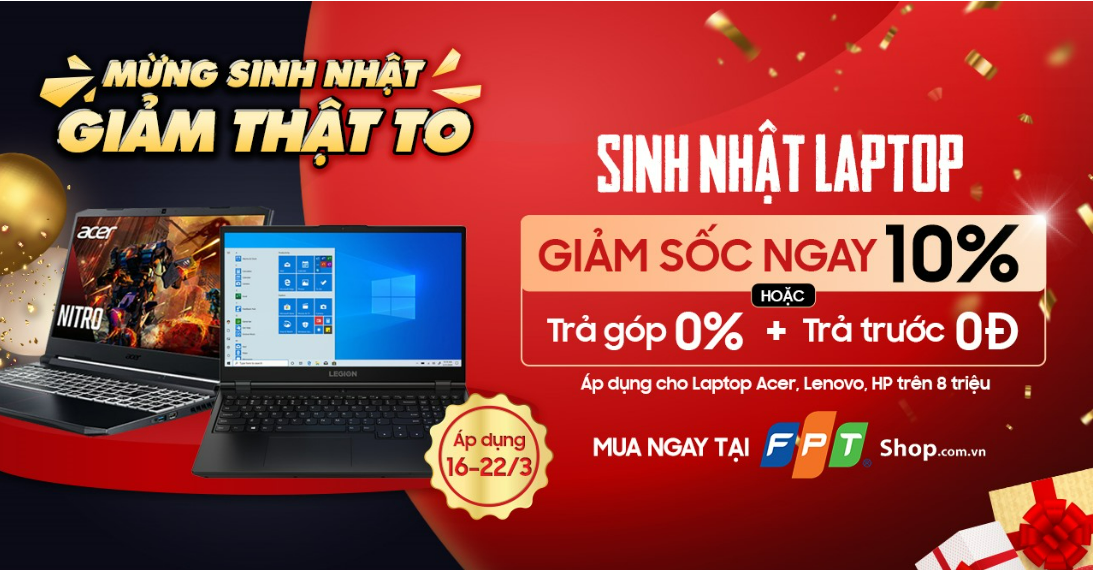 MỪNG SINH NHẬT
GIẢM THẬT TO
SINH NHẬT LAPTOP
GIẢM SỐC NGAY 10%
HOẶC
Trả góp 0% + Trả trước 0Đ
Áp dụng cho Laptop Acer, Lenovo, HP trên 8 triệu
MUA NGAY TẠI FPT Shop.com.vn
®
acer
NITRO
acer
LEGION
Áp dụng
16-22/3